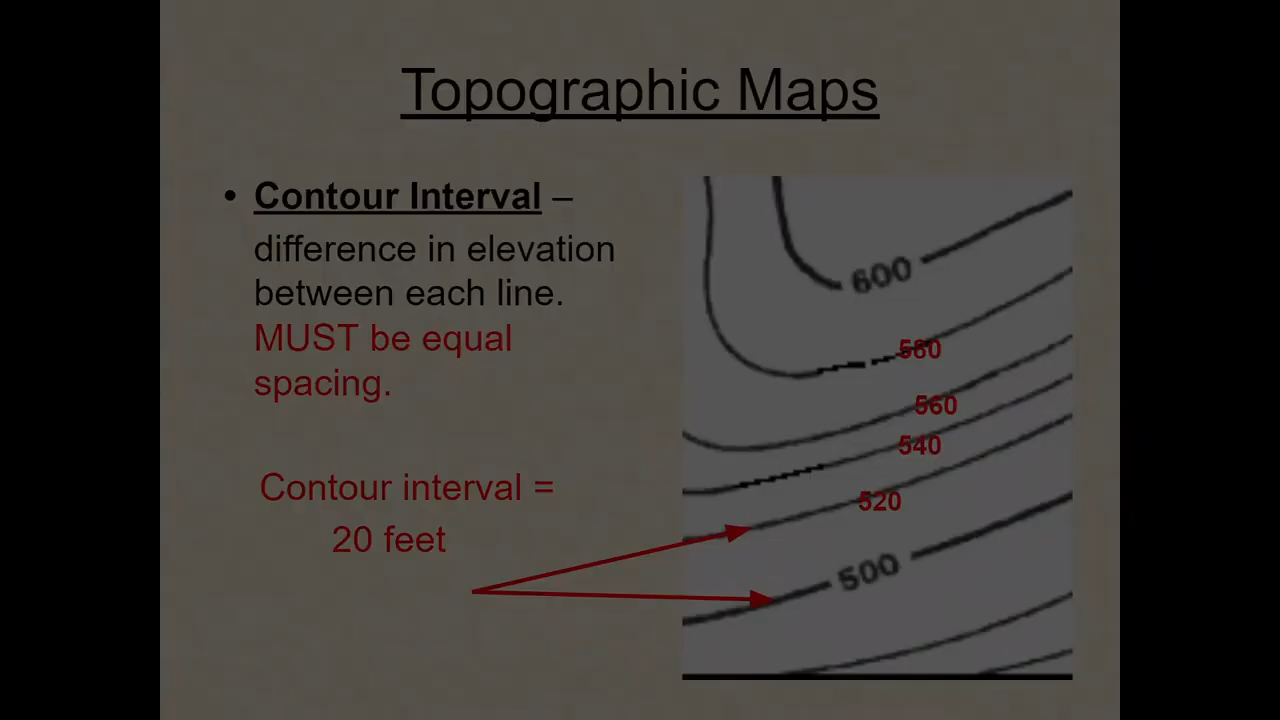 Topographic Maps
• Contour Interval –
difference in elevation
between each line.
MUST be equal
spacing.
Contour interval =
20 feet
600
580
560
540
520
500